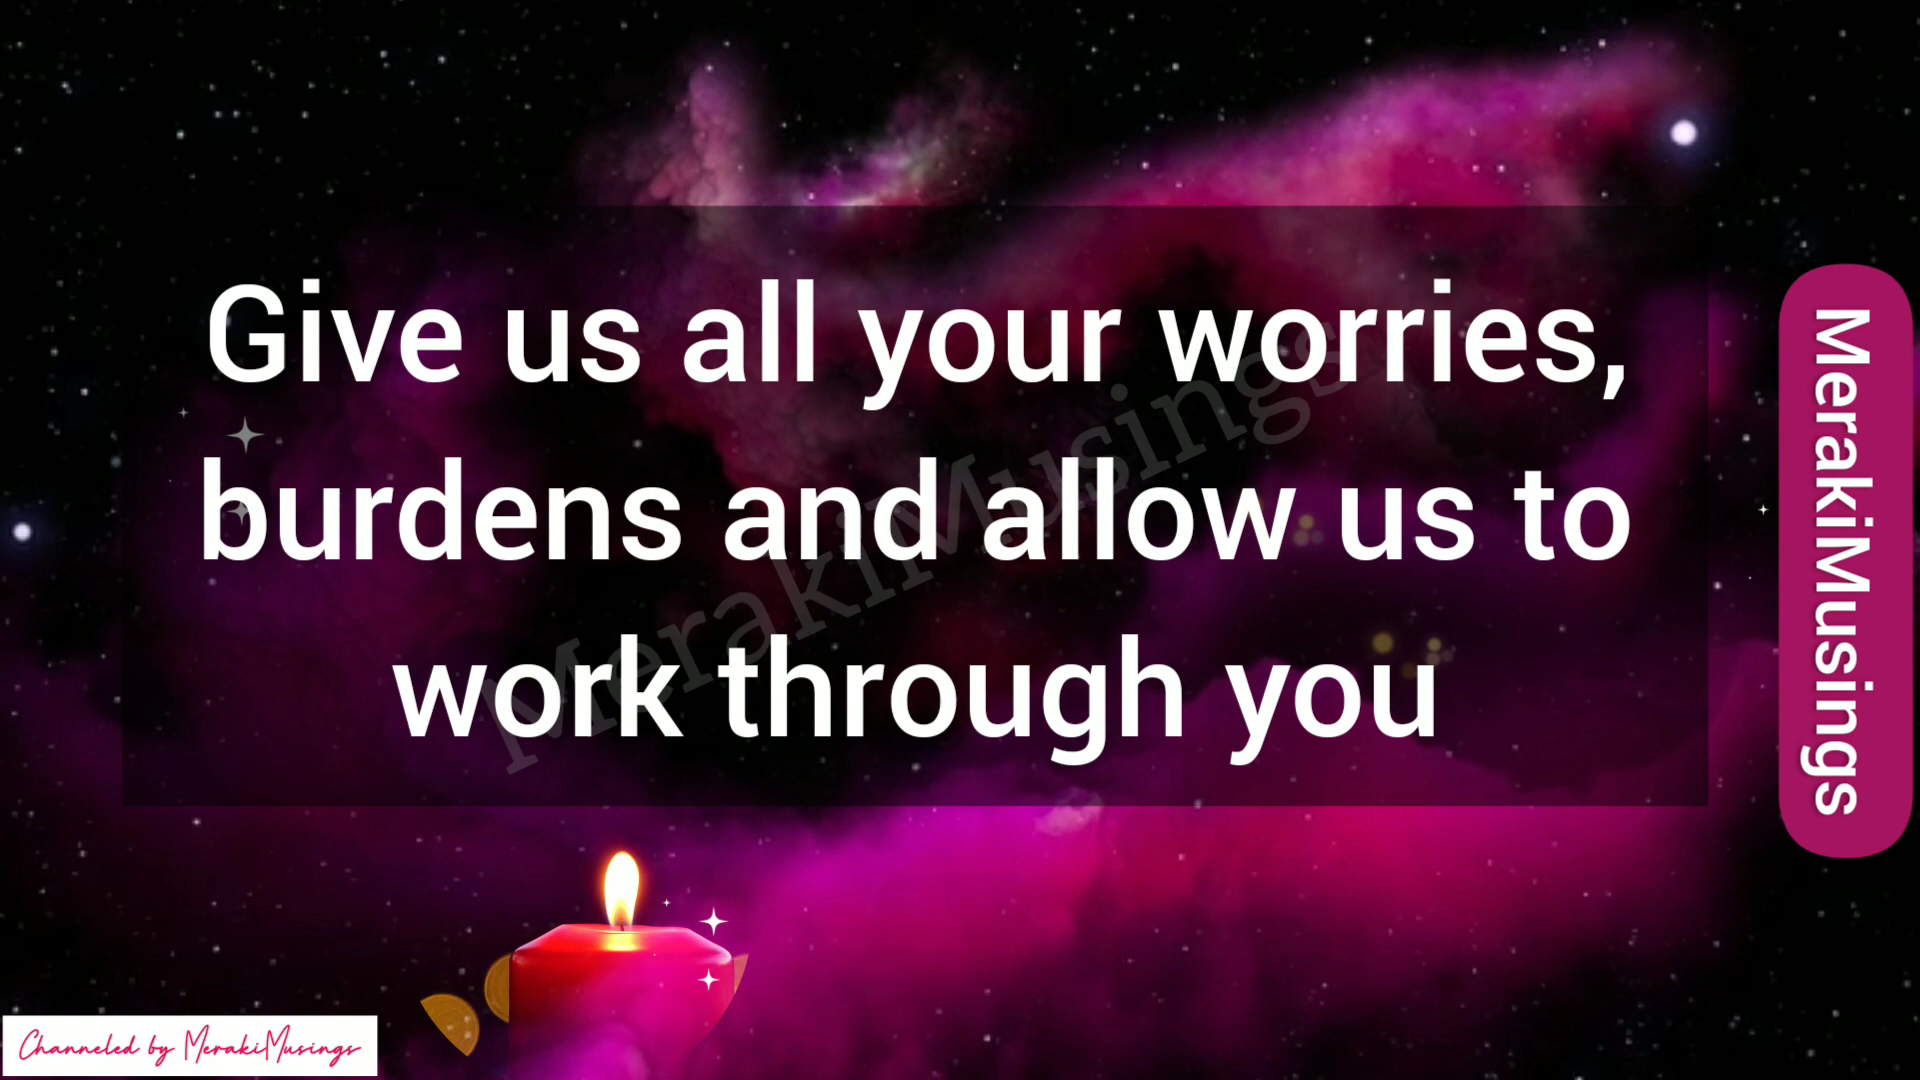 Give us all your worries,
burdens and allow us to
work through you
MerakiMusings
MerakiMusings
Channeled by MerakiMusings